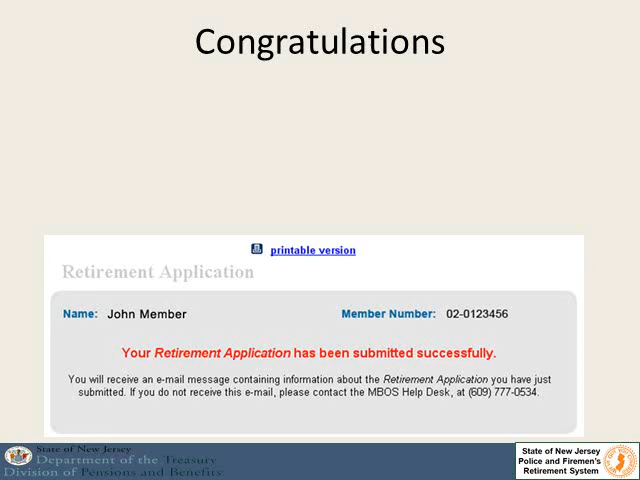 Congratulations
printable version
Retirement Application
Name: John Member Member Number: 02-0123456
Your Retirement Application has been submitted successfully.
You will receive an e-mail message containing information about the Retirement Application you have just
submitted. If you do not receive this e-mail, please contact the MBOS Help Desk, at (609) 777-0534.
State of New Jersey
Department of the Treasury
Division of Pensions and Benefits
State of New Jersey
Police and Firemen's
Retirement System